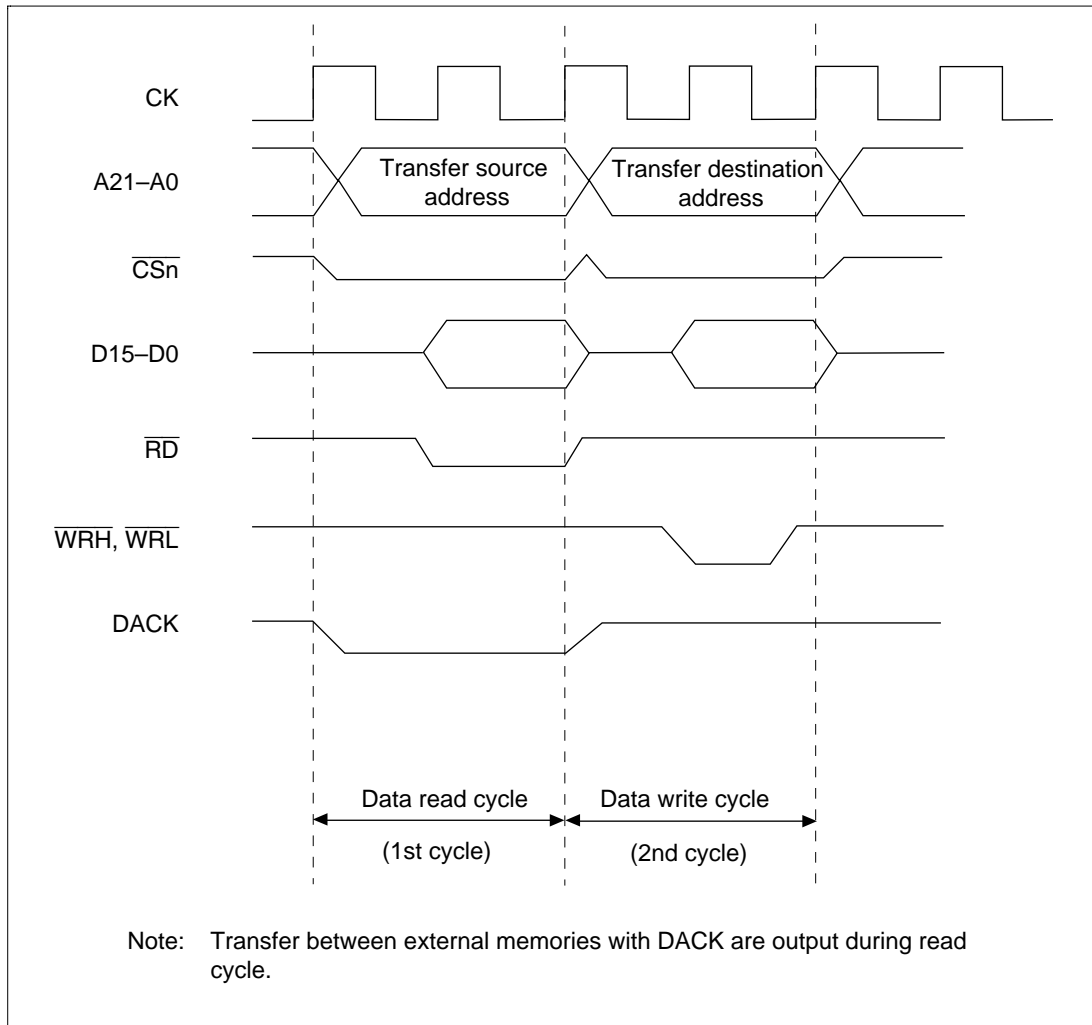 CK
A21–A0
Transfer source
address
Transfer destination
address
CSn
D15–D0
RD
WRH, WRL
DACK
Data read cycle
(1st cycle)
Data write cycle
(2nd cycle)
Note: Transfer between external memories with DACK are output during read
cycle.